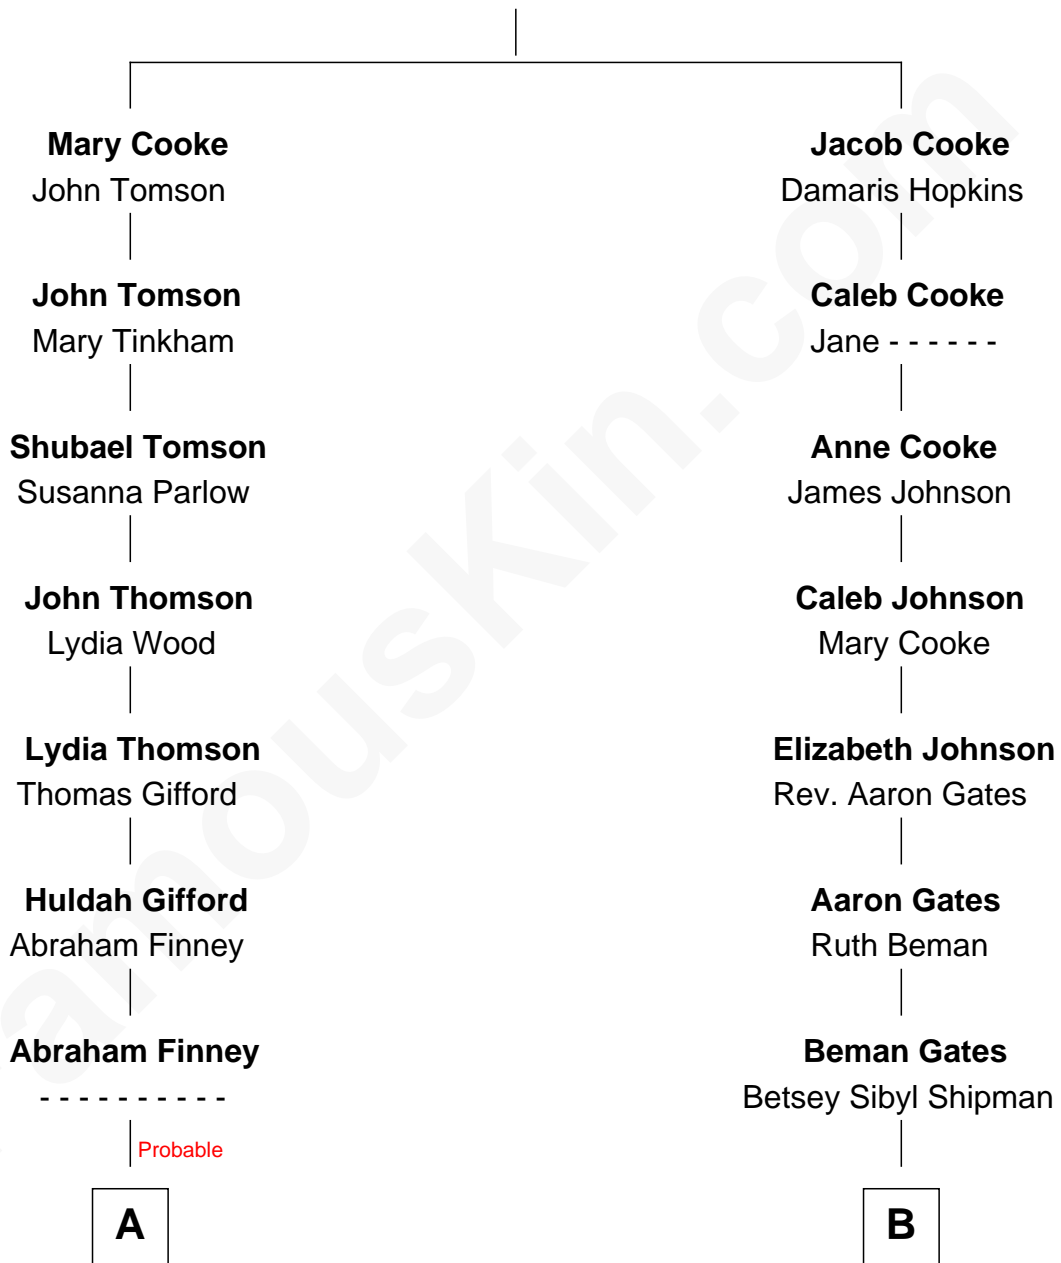 Mary Cooke
John Tomson
Jacob Cooke
Damaris Hopkins
John Tomson
Mary Tinkham
Caleb Cooke
Jane - - - - - -
Shubael Tomson
Susanna Parlow
Anne Cooke
James Johnson
John Thomson
Lydia Wood
Caleb Johnson
Mary Cooke
Lydia Thomson
Thomas Gifford
Elizabeth Johnson
Rev. Aaron Gates
Huldah Gifford
Abraham Finney
Aaron Gates
Ruth Beman
Abraham Finney
- - - - - - - - - -
Beman Gates
Betsey Sibyl Shipman
Probable
A
B
amouskin.com